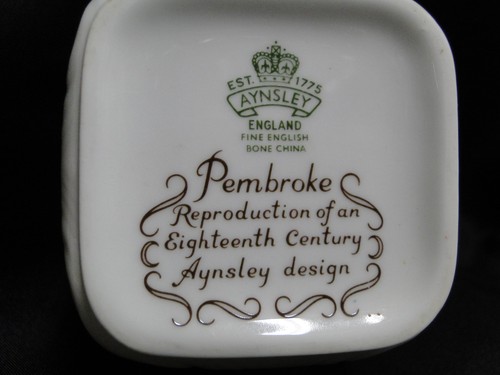 EST. 1775
AYNSLEY
ENGLAND
FINE ENGLISH
BONE CHINA
Pembroke
Reproduction of an
Eighteenth Century
Aynsley design